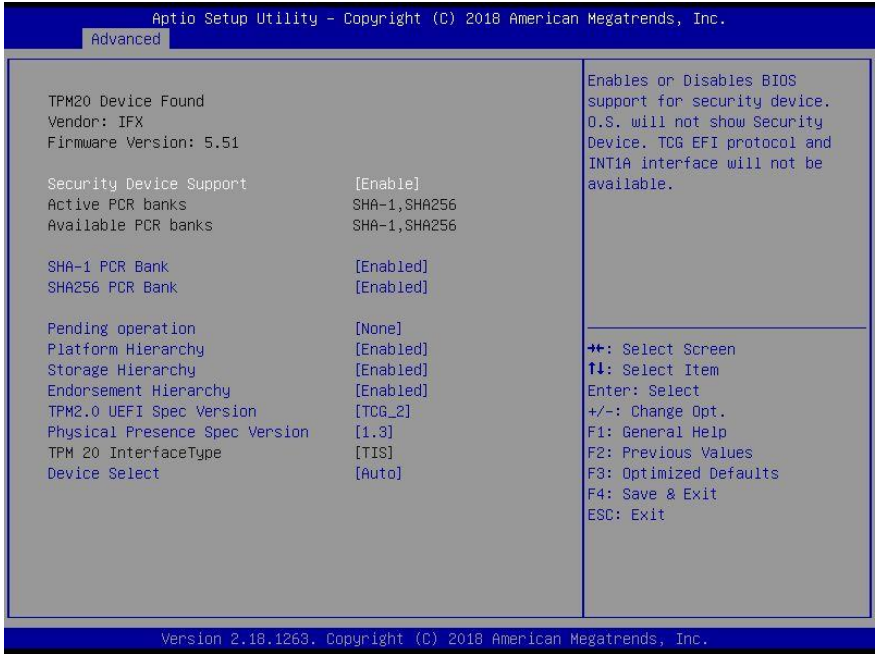 Aptio Setup Utility – Copyright (C) 2018 American Megatrends, Inc.
Advanced
TPM20 Device Found
Vendor: IFX
Firmware Version: 5.51
Security Device Support [Enable]
Active PCR banks SHA-1,SHA256
Available PCR banks SHA-1,SHA256
SHA-1 PCR Bank [Enabled]
SHA256 PCR Bank [Enabled]
Pending operation [None]
Platform Hierarchy [Enabled]
Storage Hierarchy [Enabled]
Endorsement Hierarchy [Enabled]
TPM2.0 UEFI Spec Version [TCG_2]
Physical Presence Spec Version [1.3]
TPM 20 InterfaceType [TIS]
Device Select [Auto]
Enables or Disables BIOS
support for security device.
O.S. will not show Security
Device. TCG EFI protocol and
INT1A interface will not be
available.
→←: Select Screen
↑↓: Select Item
Enter: Select
+/-: Change Opt.
F1: General Help
F2: Previous Values
F3: Optimized Defaults
F4: Save & Exit
ESC: Exit
Version 2.18.1263. Copyright (C) 2018 American Megatrends, Inc.